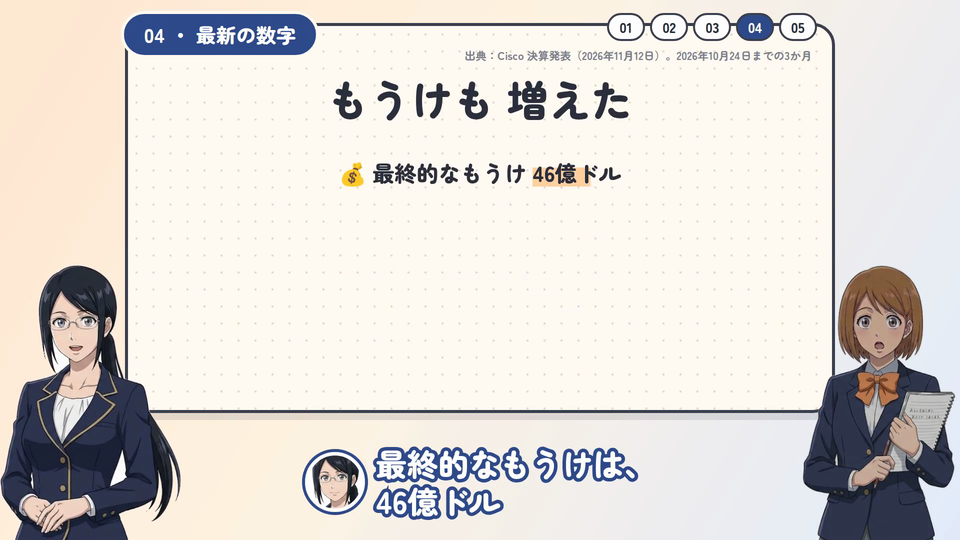 04 ・ 最新の数字
01 02 03 04 05
出典：Cisco 決算発表（2026年11月12日）。2026年10月24日までの3か月
もうけも 増えた
最終的なもうけ 46億ドル
最終的なもうけは、
46億ドル